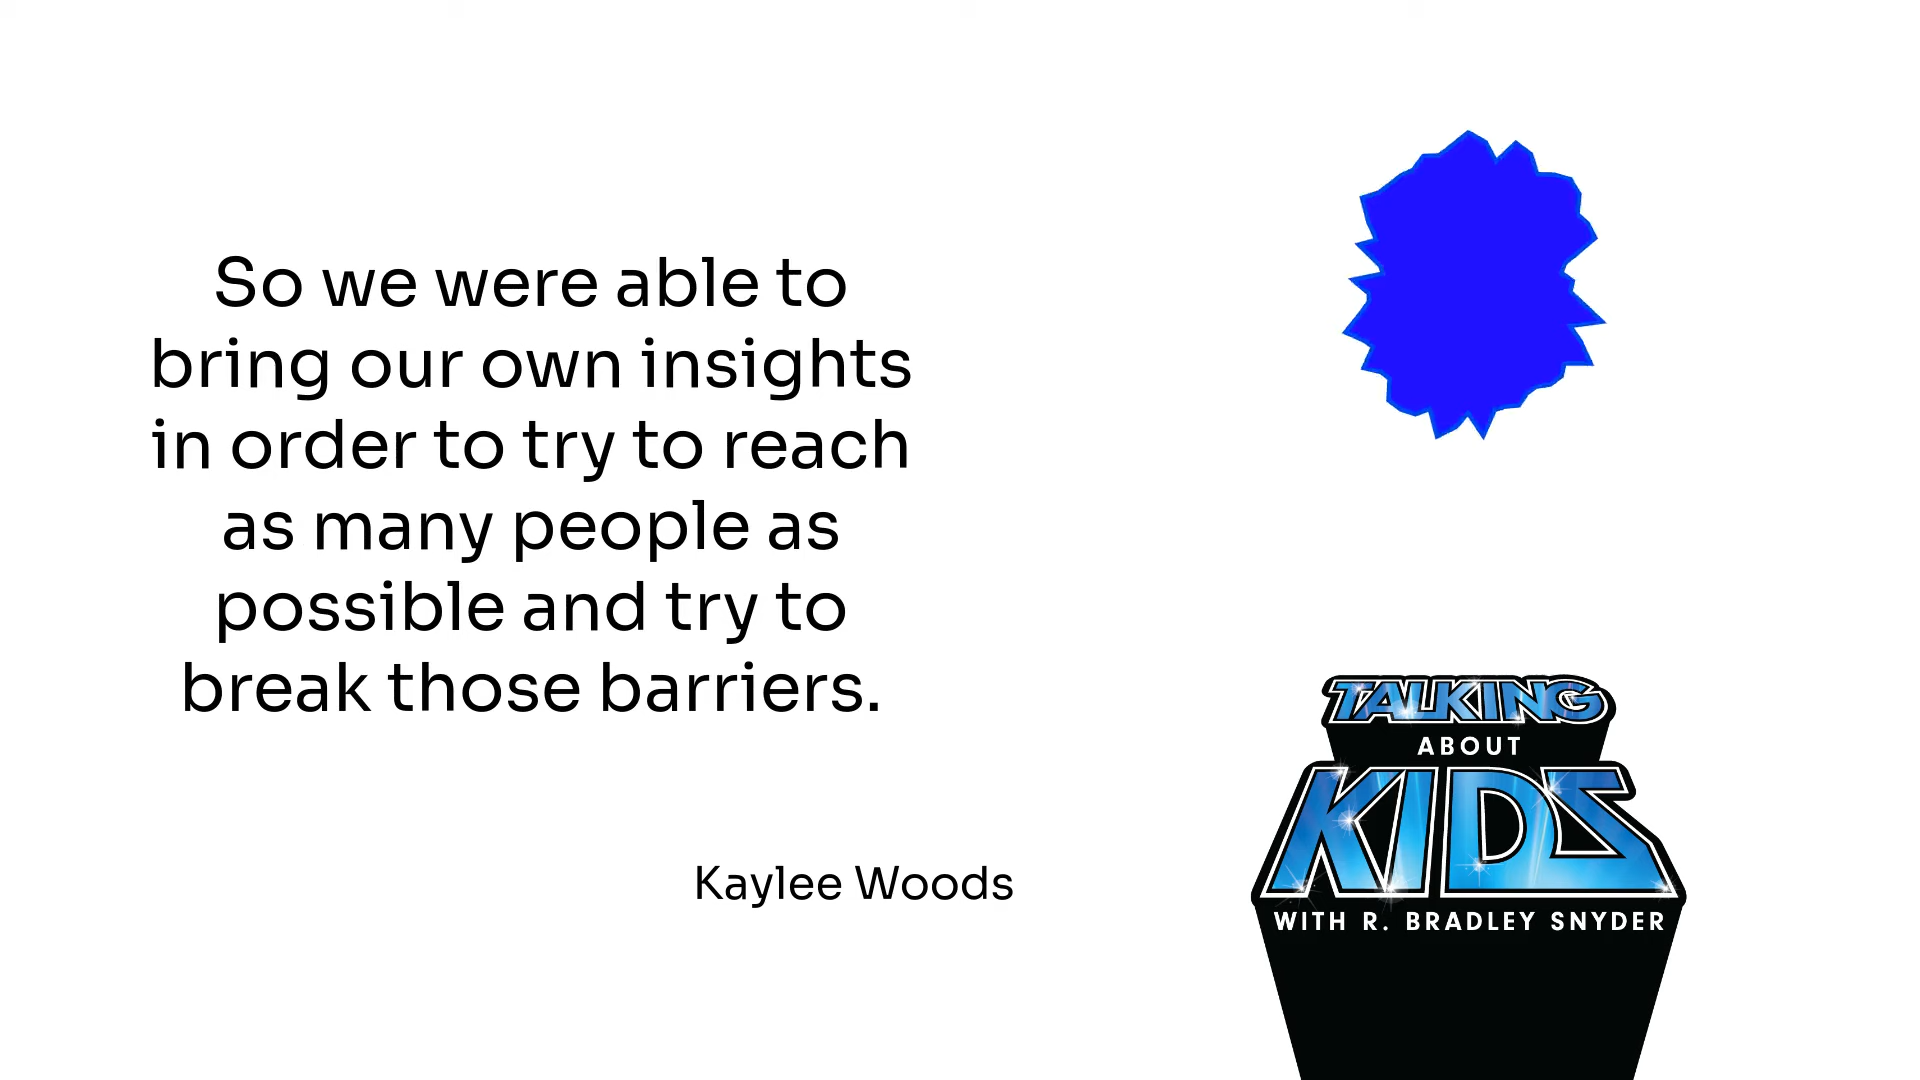 So we were able to
bring our own insights
in order to try to reach
as many people as
possible and try to
break those barriers.
Kaylee Woods
TALKING
ABOUT
KIDS
WITH R. BRADLEY SNYDER